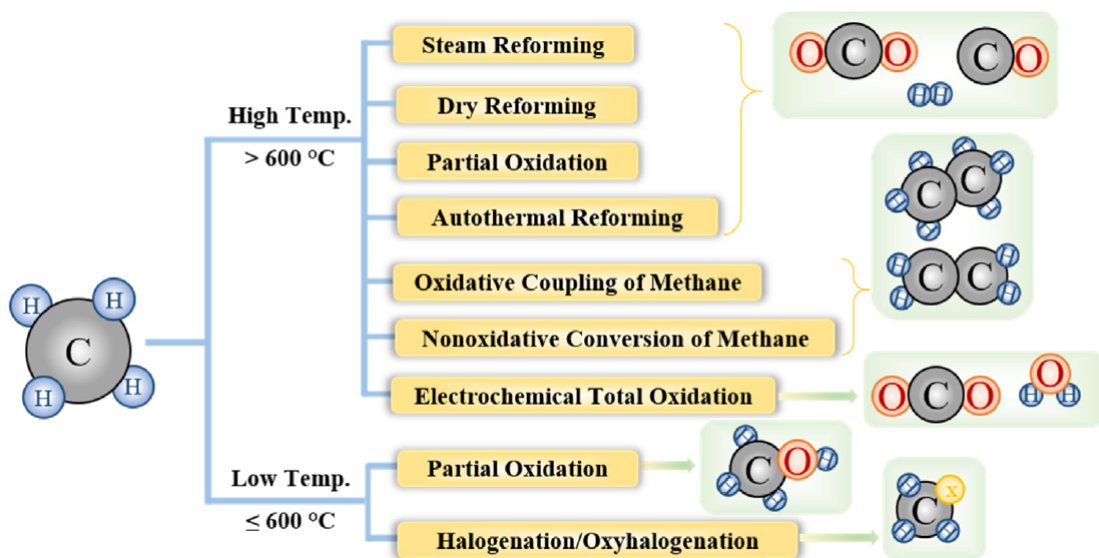 Steam Reforming
O C O
C O
H H
High Temp.
> 600 °C
Dry Reforming
Partial Oxidation
Autothermal Reforming
H H H
C C
H H H
Oxidative Coupling of Methane
H H
C C
H H
H H
C
H H
Nonoxidative Conversion of Methane
Electrochemical Total Oxidation
O C O
O
H H
Low Temp.
≤ 600 °C
Partial Oxidation
H
C O H
H H
Halogenation/Oxyhalogenation
H X
C
H H